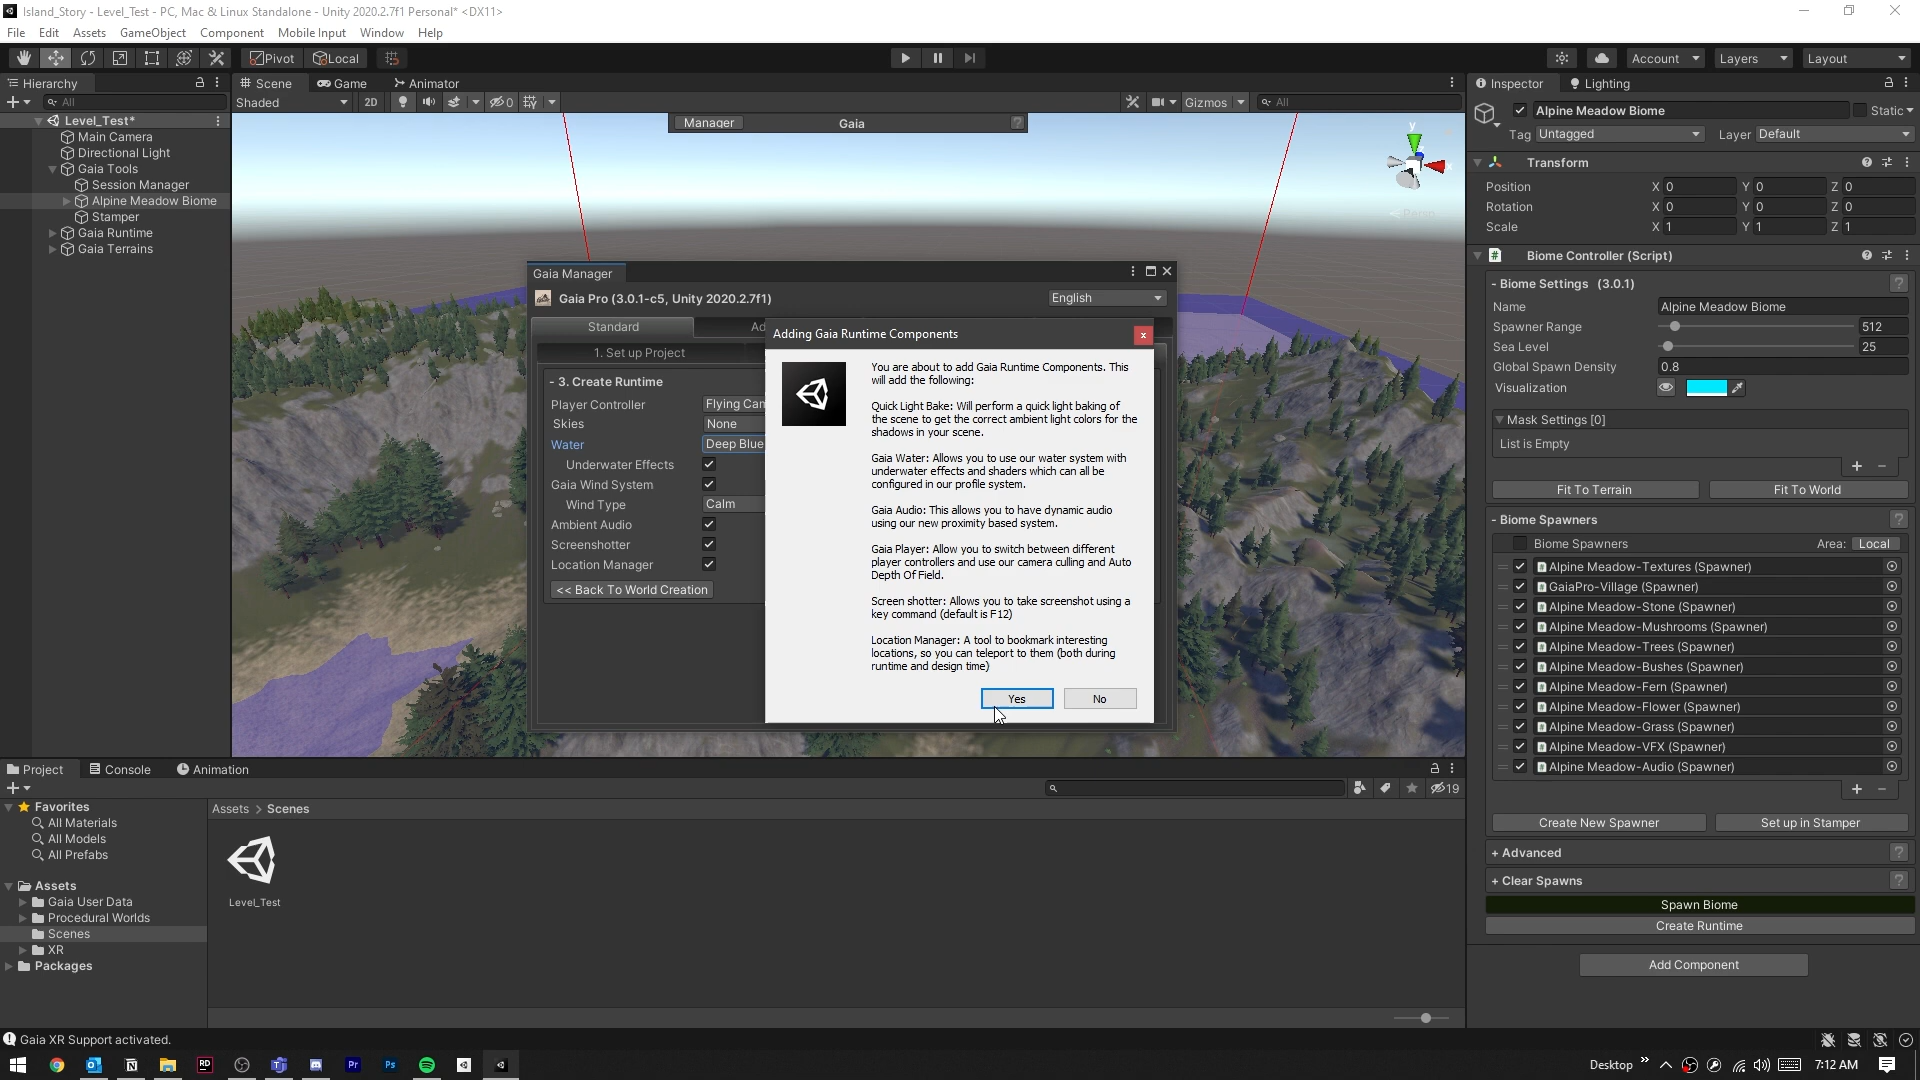 Island_Story - Level_Test - PC, Mac & Linux Standalone - Unity 2020.2.7f1 Personal* <DX11>
File Edit Assets GameObject Component Mobile Input Window Help
Pivot Local Account Layers Layout
Hierarchy
All
Level_Test*
Main Camera
Directional Light
Gaia Tools
Session Manager
Alpine Meadow Biome
Stamper
Gaia Runtime
Gaia Terrains
Scene Game Animator
Shaded 2D 0 Gizmos All
Manager Gaia
y
Persp
Gaia Manager
Gaia Pro (3.0.1-c5, Unity 2020.2.7f1) English
Standard Ad
1. Set up Project
- 3. Create Runtime
Player Controller Flying Cam
Skies None
Water Deep Blue
Underwater Effects
Gaia Wind System
Wind Type Calm
Ambient Audio
Screenshotter
Location Manager
<< Back To World Creation
Adding Gaia Runtime Components
You are about to add Gaia Runtime Components. This
will add the following:
Quick Light Bake: Will perform a quick light baking of
the scene to get the correct ambient light colors for the
shadows in your scene.
Gaia Water: Allows you to use our water system with
underwater effects and shaders which can all be
configured in our profile system.
Gaia Audio: This allows you to have dynamic audio
using our new proximity based system.
Gaia Player: Allow you to switch between different
player controllers and use our camera culling and Auto
Depth Of Field.
Screen shotter: Allows you to take screenshot using a
key command (default is F12)
Location Manager: A tool to bookmark interesting
locations, so you can teleport to them (both during
runtime and design time)
Yes No
Inspector Lighting
Alpine Meadow Biome Static
Tag Untagged Layer Default
Transform
Position X 0 Y 0 Z 0
Rotation X 0 Y 0 Z 0
Scale X 1 Y 1 Z 1
Biome Controller (Script)
- Biome Settings (3.0.1) ?
Name Alpine Meadow Biome
Spawner Range 512
Sea Level 25
Global Spawn Density 0.8
Visualization
Mask Settings [0]
List is Empty
+ −
Fit To Terrain Fit To World
- Biome Spawners ?
Biome Spawners Area: Local
Alpine Meadow-Textures (Spawner)
GaiaPro-Village (Spawner)
Alpine Meadow-Stone (Spawner)
Alpine Meadow-Mushrooms (Spawner)
Alpine Meadow-Trees (Spawner)
Alpine Meadow-Bushes (Spawner)
Alpine Meadow-Fern (Spawner)
Alpine Meadow-Flower (Spawner)
Alpine Meadow-Grass (Spawner)
Alpine Meadow-VFX (Spawner)
Alpine Meadow-Audio (Spawner)
+ −
Create New Spawner Set up in Stamper
+ Advanced ?
+ Clear Spawns ?
Spawn Biome
Create Runtime
Add Component
Project Console Animation
19
Favorites
All Materials
All Models
All Prefabs
Assets
Gaia User Data
Procedural Worlds
Scenes
XR
Packages
Assets > Scenes
Level_Test
Gaia XR Support activated.
RD Pr Ps Desktop 7:12 AM